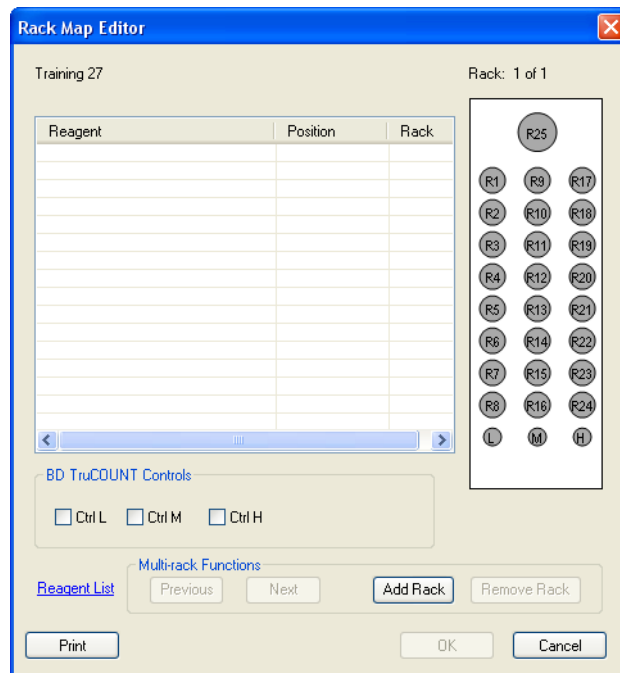 Rack Map Editor
Training 27 Rack: 1 of 1
Reagent Position Rack
R25
R1 R9 R17
R2 R10 R18
R3 R11 R19
R4 R12 R20
R5 R13 R21
R6 R14 R22
R7 R15 R23
R8 R16 R24
L M H
BD TruCOUNT Controls
Ctrl L Ctrl M Ctrl H
Multi-rack Functions
Reagent List Previous Next Add Rack Remove Rack
Print OK Cancel